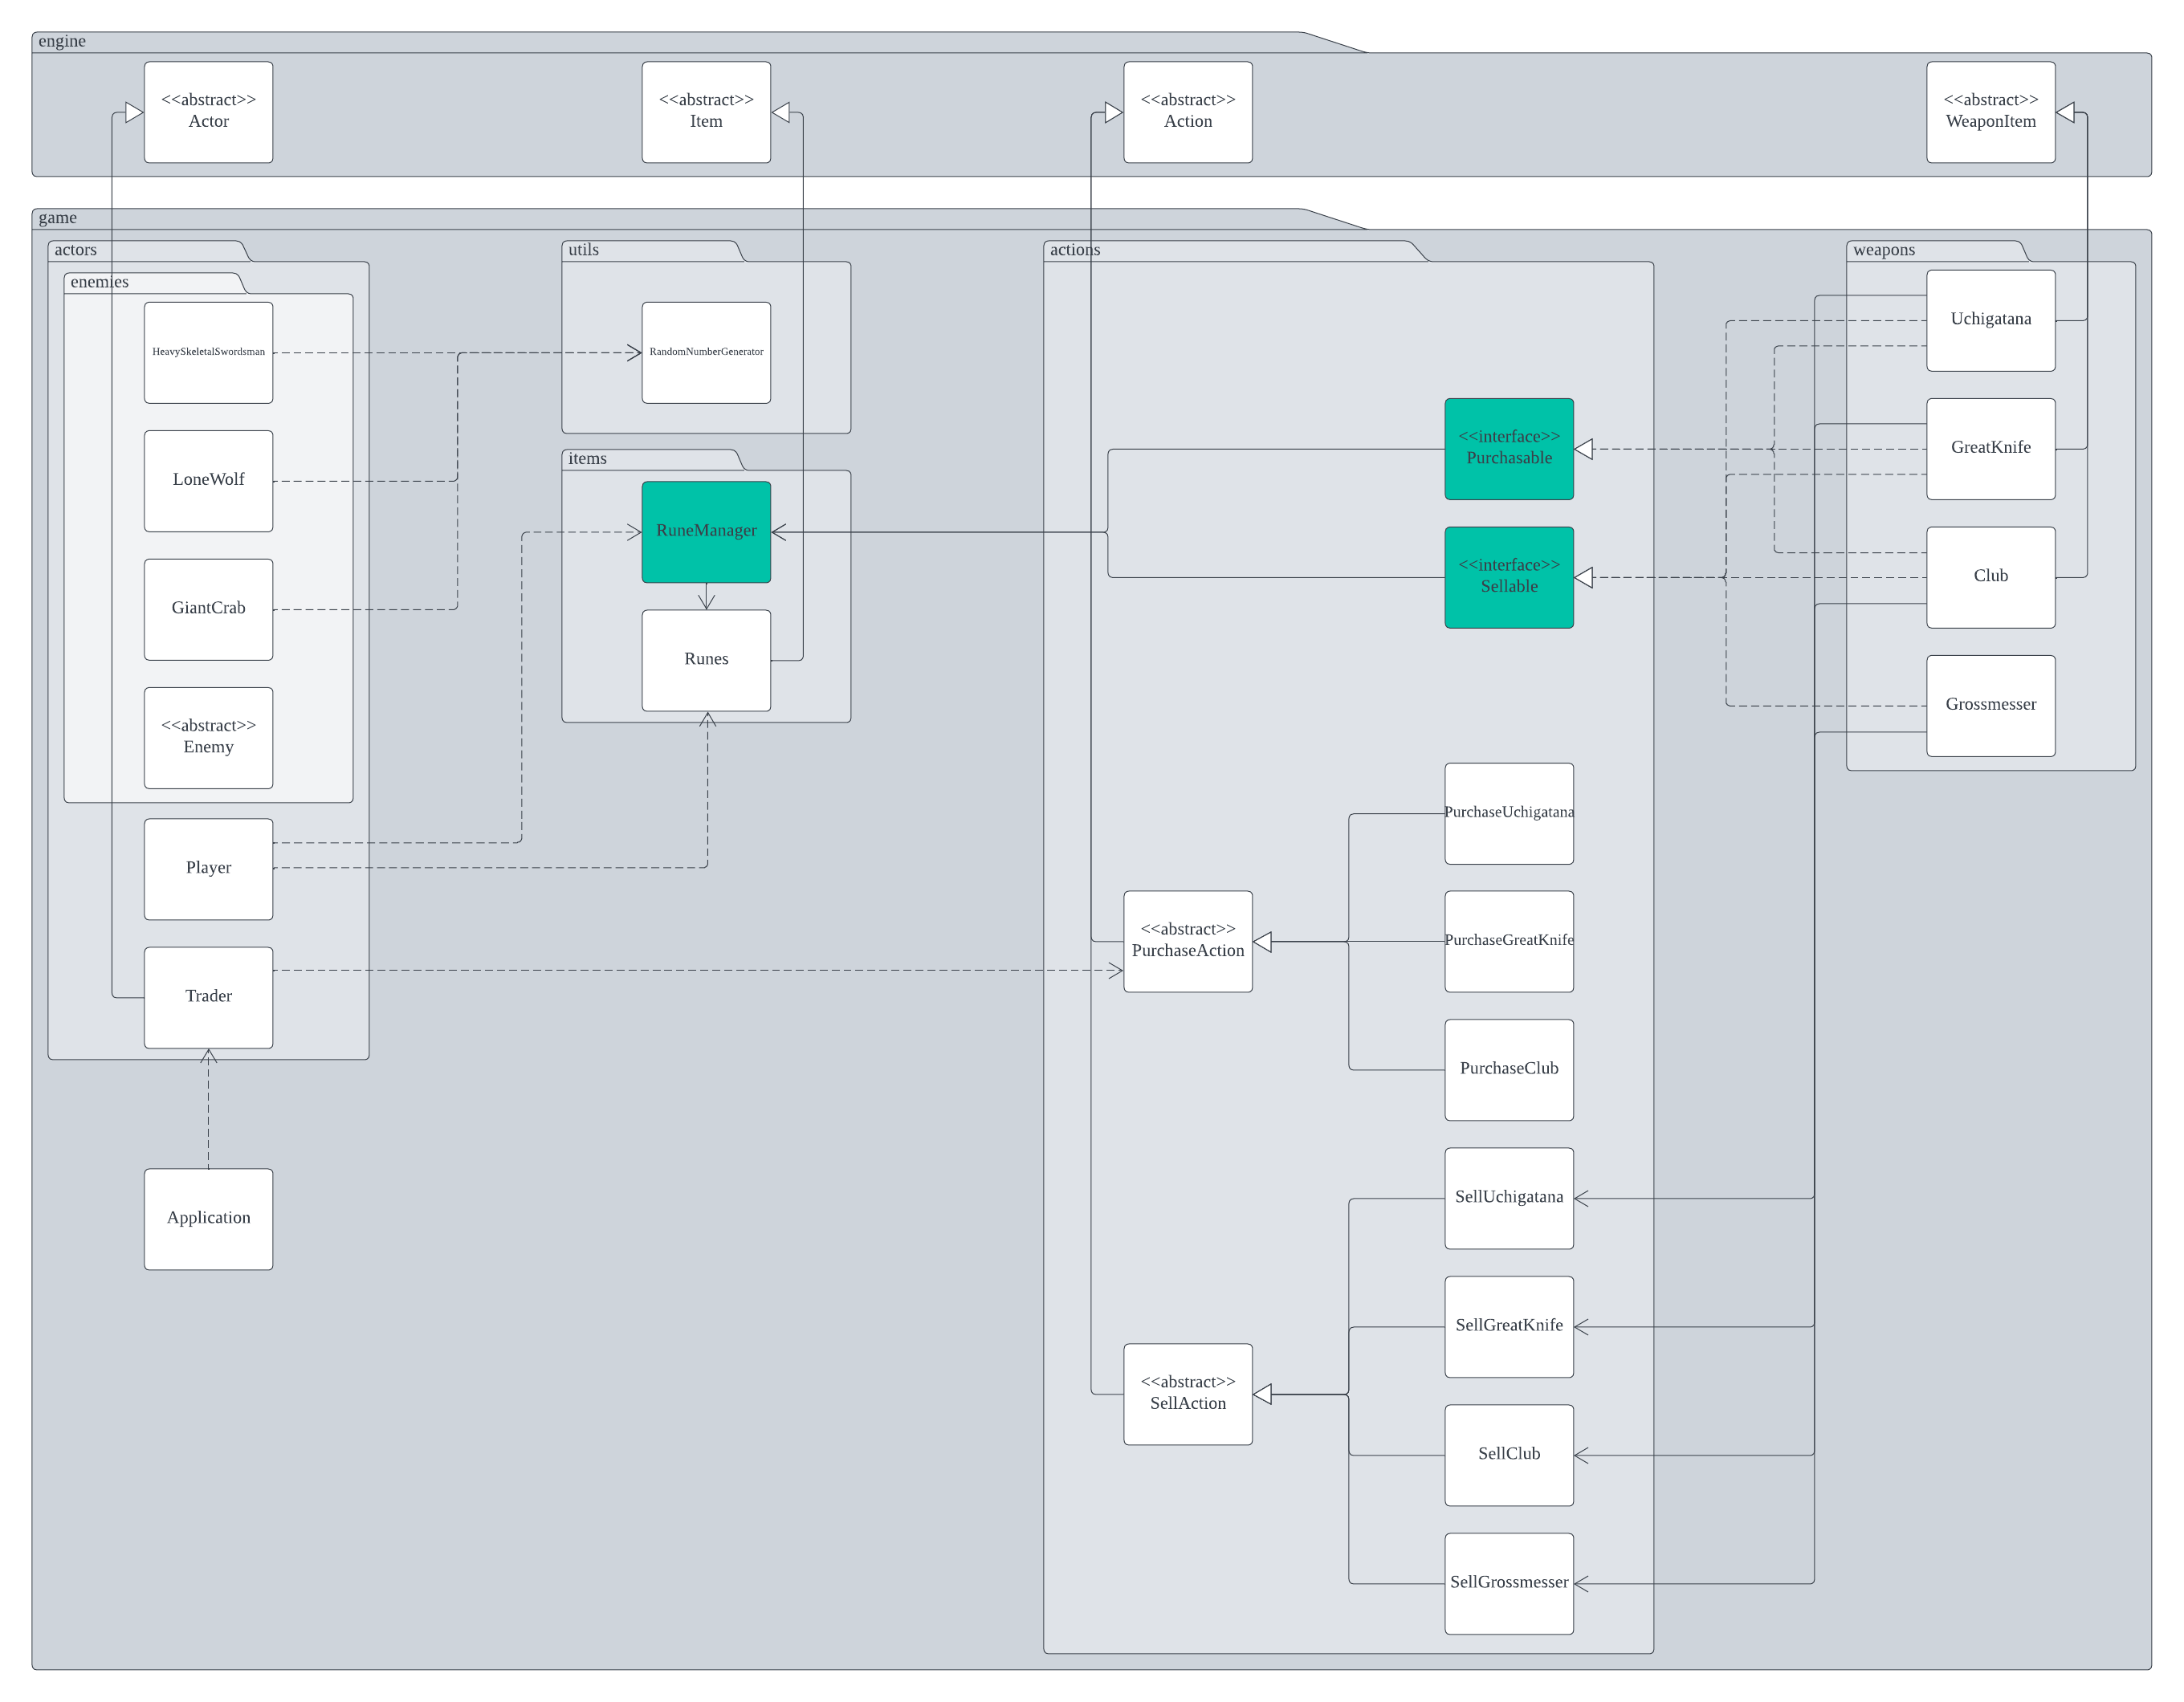 engine
<<abstract>>
Actor
<<abstract>>
Item
<<abstract>>
Action
<<abstract>>
WeaponItem
game
actors
enemies
HeavySkeletalSwordsman
LoneWolf
GiantCrab
<<abstract>>
Enemy
Player
Trader
Application
utils
RandomNumberGenerator
items
RuneManager
Runes
actions
<<interface>>
Purchasable
<<interface>>
Sellable
PurchaseUchigatana
<<abstract>>
PurchaseAction
PurchaseGreatKnife
PurchaseClub
SellUchigatana
SellGreatKnife
<<abstract>>
SellAction
SellClub
SellGrossmesser
weapons
Uchigatana
GreatKnife
Club
Grossmesser